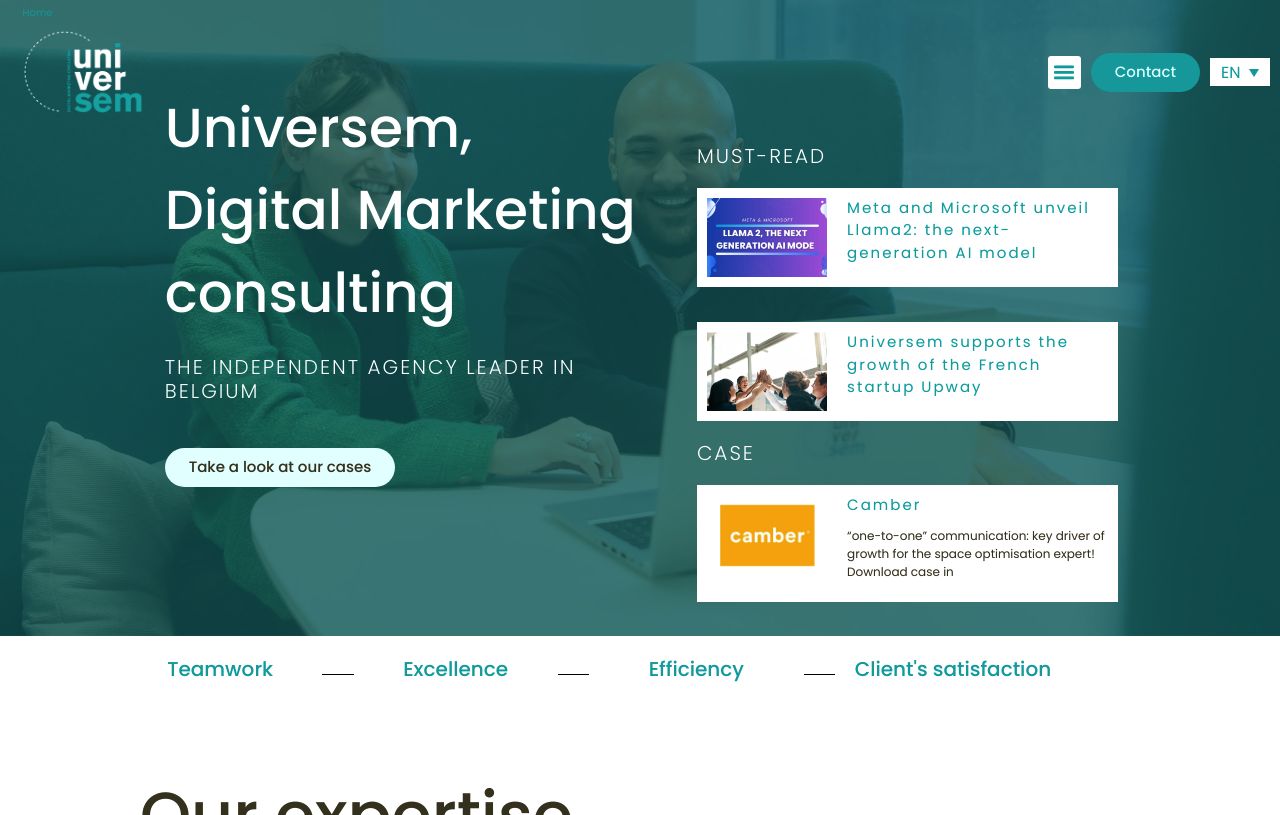 Home
uni
ver
sem
Contact
EN
Universem,
Digital Marketing
consulting
THE INDEPENDENT AGENCY LEADER IN
BELGIUM
Take a look at our cases
MUST-READ
META & MICROSOFT
LLAMA 2, THE NEXT
GENERATION AI MODE
Meta and Microsoft unveil
Llama2: the next-
generation AI model
Universem supports the
growth of the French
startup Upway
CASE
camber
Camber
“one-to-one” communication: key driver of
growth for the space optimisation expert!
Download case in
Teamwork
Excellence
Efficiency
Client's satisfaction
Our expertise